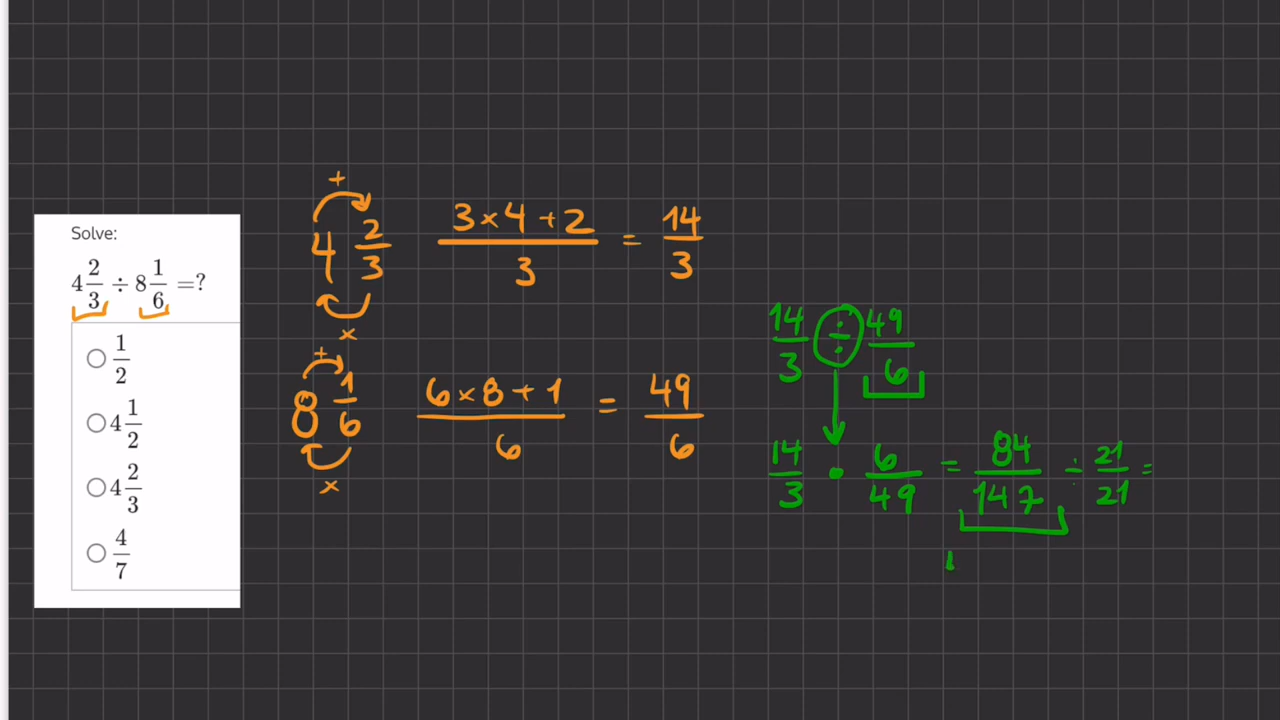 Solve:
4 2/3 ÷ 8 1/6 =?
1/2
4 1/2
4 2/3
4/7
+
4 2/3
x
(3 x 4 + 2)/3 = 14/3
+
8 1/6
x
(6 x 8 + 1)/6 = 49/6
14/3 ÷ 49/6
14/3 · 6/49 = 84/147 ÷ 21/21 =